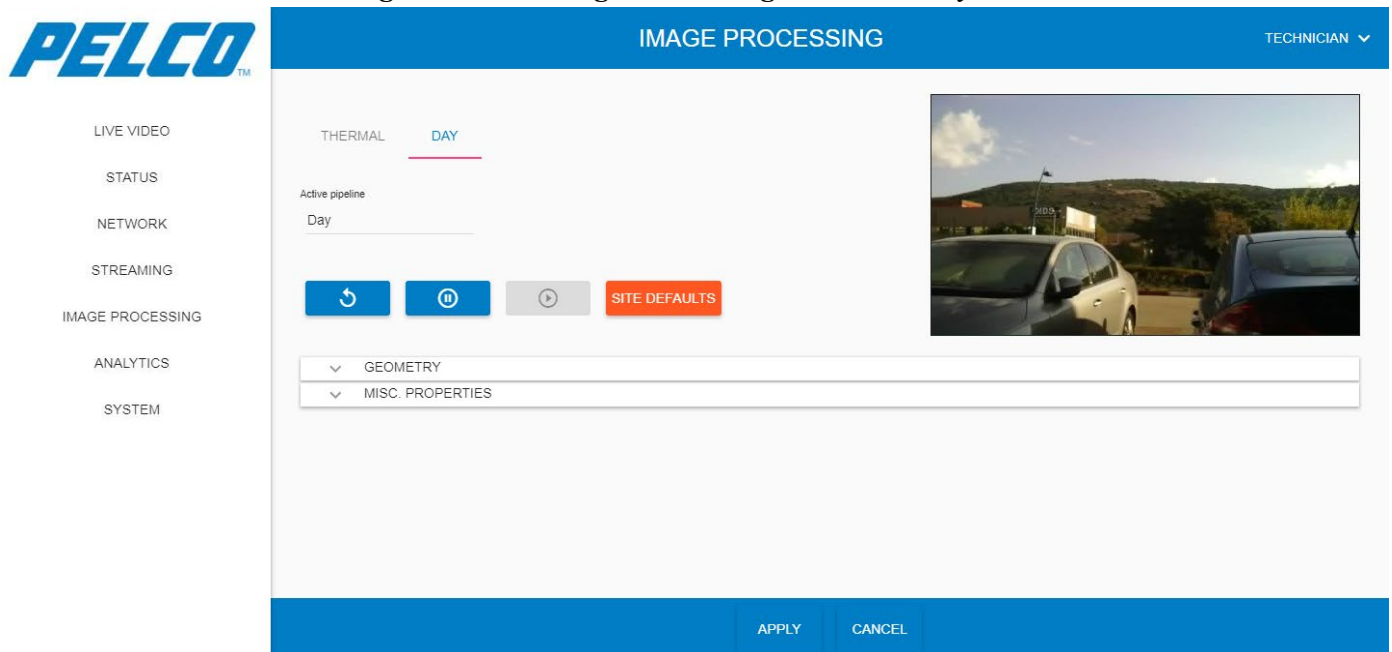 PELCO TM
IMAGE PROCESSING
TECHNICIAN
LIVE VIDEO
STATUS
NETWORK
STREAMING
IMAGE PROCESSING
ANALYTICS
SYSTEM
THERMAL DAY
Active pipeline
Day
SITE DEFAULTS
GEOMETRY
MISC. PROPERTIES
APPLY CANCEL